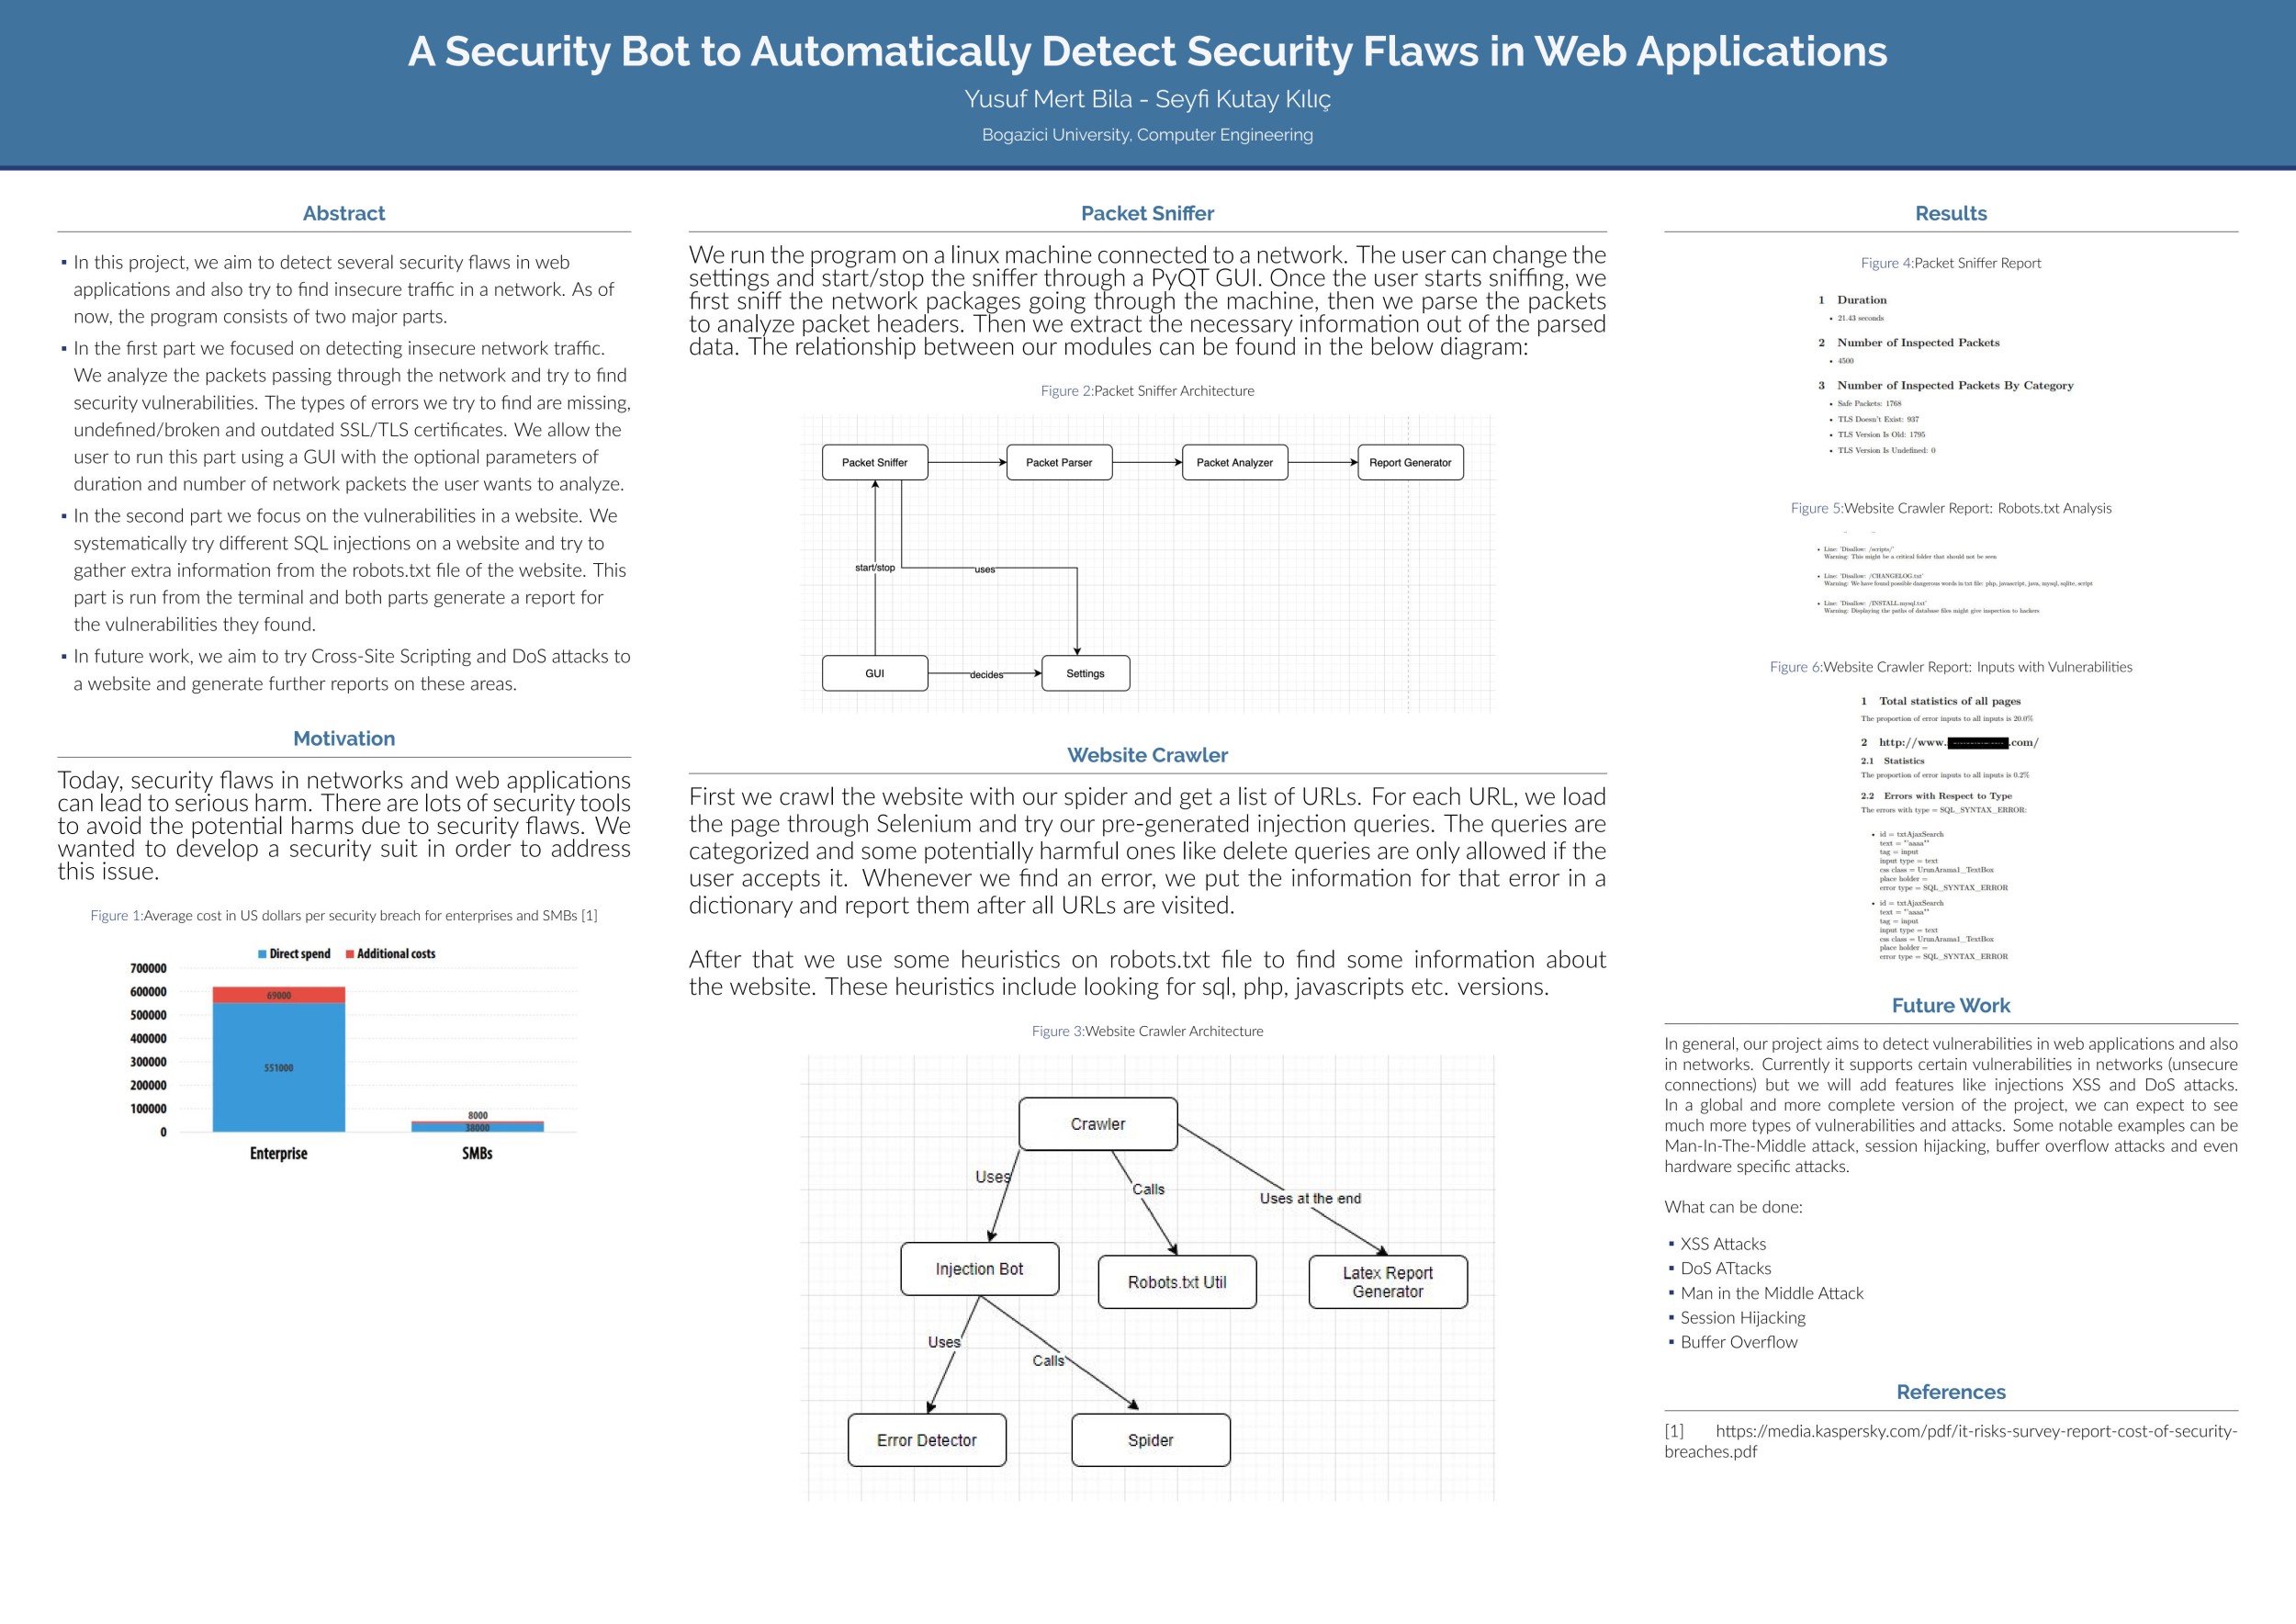 A Security Bot to Automatically Detect Security Flaws in Web Applications
Yusuf Mert Bila - Seyfi Kutay Kılıç
Bogazici University, Computer Engineering
Abstract
▪ In this project, we aim to detect several security flaws in web
applications and also try to find insecure traffic in a network. As of
now, the program consists of two major parts.
▪ In the first part we focused on detecting insecure network traffic.
We analyze the packets passing through the network and try to find
security vulnerabilities. The types of errors we try to find are missing,
undefined/broken and outdated SSL/TLS certificates. We allow the
user to run this part using a GUI with the optional parameters of
duration and number of network packets the user wants to analyze.
▪ In the second part we focus on the vulnerabilities in a website. We
systematically try different SQL injections on a website and try to
gather extra information from the robots.txt file of the website. This
part is run from the terminal and both parts generate a report for
the vulnerabilities they found.
▪ In future work, we aim to try Cross-Site Scripting and DoS attacks to
a website and generate further reports on these areas.
Motivation
Today, security flaws in networks and web applications
can lead to serious harm. There are lots of security tools
to avoid the potential harms due to security flaws. We
wanted to develop a security suit in order to address
this issue.
Figure 1:Average cost in US dollars per security breach for enterprises and SMBs [1]
Direct spend Additional costs
700000
600000
500000
400000
300000
200000
100000
0
69000
551000
8000
38000
Enterprise SMBs
Packet Sniffer
We run the program on a linux machine connected to a network. The user can change the
settings and start/stop the sniffer through a PyQT GUI. Once the user starts sniffing, we
first sniff the network packages going through the machine, then we parse the packets
to analyze packet headers. Then we extract the necessary information out of the parsed
data. The relationship between our modules can be found in the below diagram:
Figure 2:Packet Sniffer Architecture
Packet Sniffer Packet Parser Packet Analyzer Report Generator
start/stop uses
GUI decides Settings
Website Crawler
First we crawl the website with our spider and get a list of URLs. For each URL, we load
the page through Selenium and try our pre-generated injection queries. The queries are
categorized and some potentially harmful ones like delete queries are only allowed if the
user accepts it. Whenever we find an error, we put the information for that error in a
dictionary and report them after all URLs are visited.
After that we use some heuristics on robots.txt file to find some information about
the website. These heuristics include looking for sql, php, javascripts etc. versions.
Figure 3:Website Crawler Architecture
Crawler
Uses Calls Uses at the end
Injection Bot Robots.txt Util Latex Report
Generator
Uses Calls
Error Detector Spider
Results
Figure 4:Packet Sniffer Report
1 Duration
• 21.43 seconds
2 Number of Inspected Packets
• 4500
3 Number of Inspected Packets By Category
• Safe Packets: 1768
• TLS Doesn't Exist: 937
• TLS Version Is Old: 1795
• TLS Version Is Undefined: 0
Figure 5:Website Crawler Report: Robots.txt Analysis
• Line: 'Disallow: /scripts/'
Warning: This might be a critical folder that should not be seen
• Line: 'Disallow: /CHANGELOG.txt'
Warning: We have found possible dangerous words in txt file: php, javascript, java, mysql, sqlite, script
• Line: 'Disallow: /INSTALL.mysql.txt'
Warning: Displaying the paths of database files might give inspection to hackers
Figure 6:Website Crawler Report: Inputs with Vulnerabilities
1 Total statistics of all pages
The proportion of error inputs to all inputs is 20.0%
2 http://www. .com/
2.1 Statistics
The proportion of error inputs to all inputs is 0.2%
2.2 Errors with Respect to Type
The errors with type = SQL_SYNTAX_ERROR:
• id = txtAjaxSearch
text = "'aaaa"'
tag = input
input type = text
css class = UrunArama1_TextBox
place holder =
error type = SQL_SYNTAX_ERROR
• id = txtAjaxSearch
text = "'aaaa"'
tag = input
input type = text
css class = UrunArama1_TextBox
place holder =
error type = SQL_SYNTAX_ERROR
Future Work
In general, our project aims to detect vulnerabilities in web applications and also
in networks. Currently it supports certain vulnerabilities in networks (unsecure
connections) but we will add features like injections XSS and DoS attacks.
In a global and more complete version of the project, we can expect to see
much more types of vulnerabilities and attacks. Some notable examples can be
Man-In-The-Middle attack, session hijacking, buffer overflow attacks and even
hardware specific attacks.
What can be done:
▪ XSS Attacks
▪ DoS ATtacks
▪ Man in the Middle Attack
▪ Session Hijacking
▪ Buffer Overflow
References
[1] https://media.kaspersky.com/pdf/it-risks-survey-report-cost-of-security-
breaches.pdf